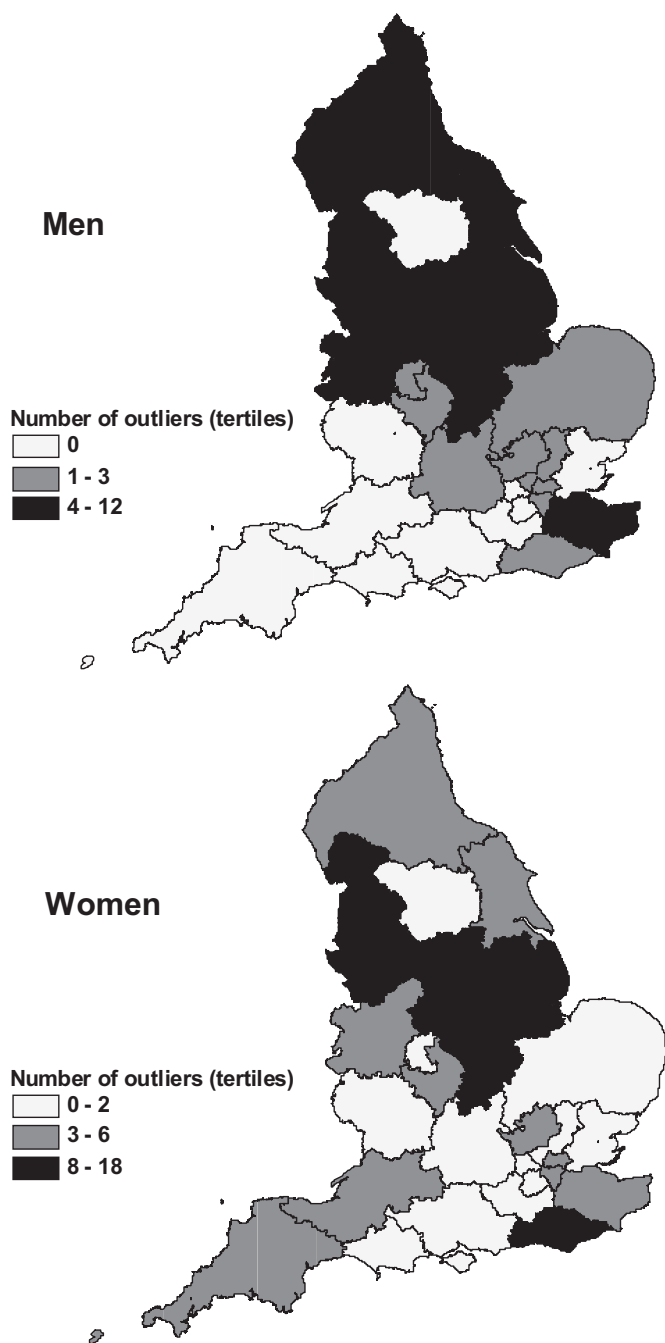 Men
Number of outliers (tertiles)
0
1 - 3
4 - 12
Women
Number of outliers (tertiles)
0 - 2
3 - 6
8 - 18